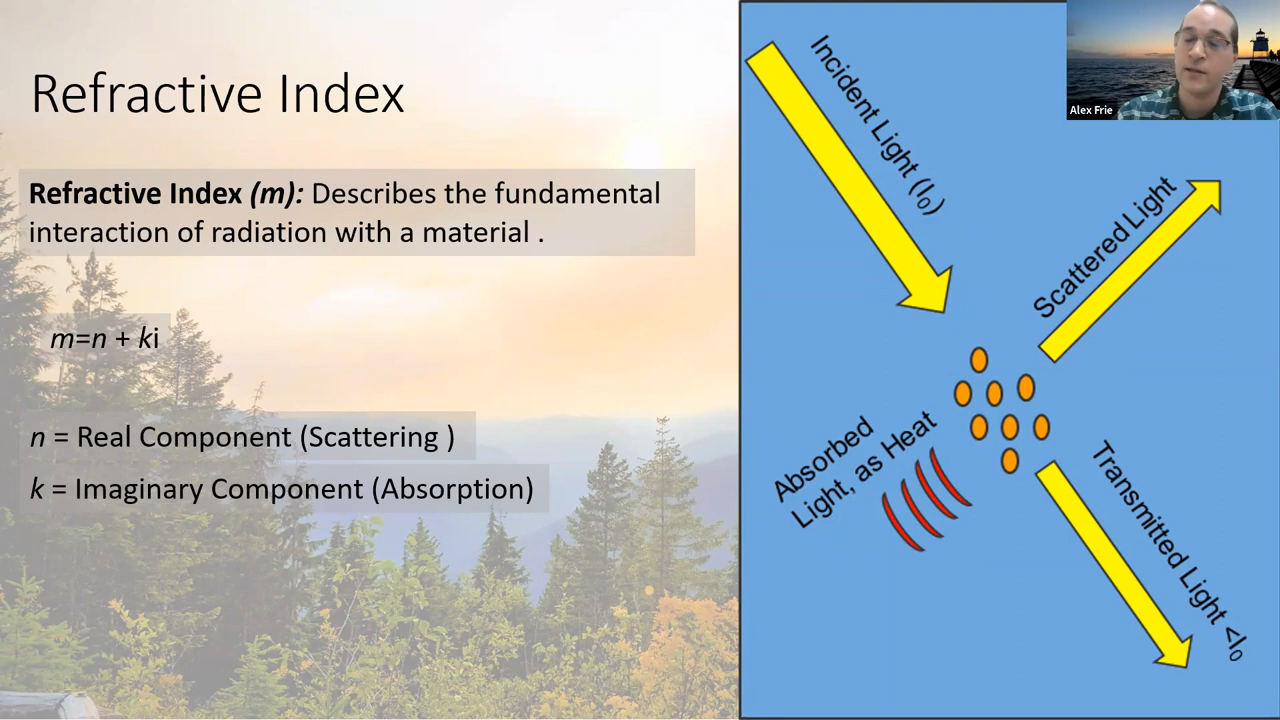 Refractive Index
Refractive Index (m): Describes the fundamental
interaction of radiation with a material .
m=n + ki
n = Real Component (Scattering )
k = Imaginary Component (Absorption)
Incident Light (I₀)
Scattered Light
Absorbed
Light, as Heat
Transmitted Light <I₀
Alex Frie